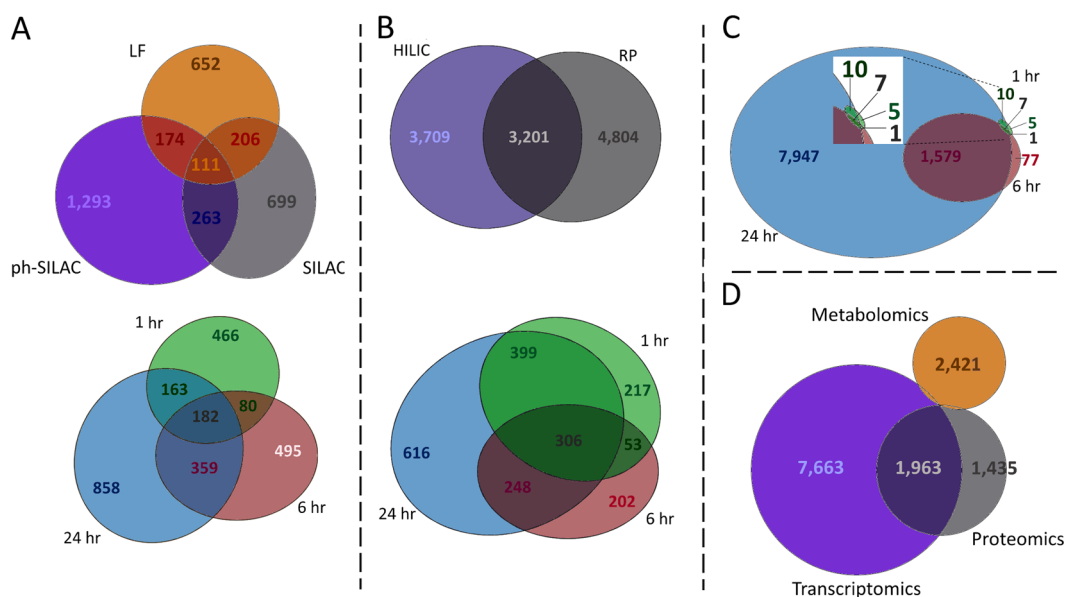 A
LF
652
174
206
111
1,293
263
699
ph-SILAC
SILAC
1 hr
466
163
182
80
359
495
858
6 hr
24 hr
B
HILIC
RP
3,709
3,201
4,804
1 hr
399
217
306
53
616
248
202
24 hr
6 hr
C
10
7
5
1
1 hr
10
7
5
1
7,947
1,579
77
6 hr
24 hr
D
Metabolomics
2,421
7,663
1,963
1,435
Proteomics
Transcriptomics